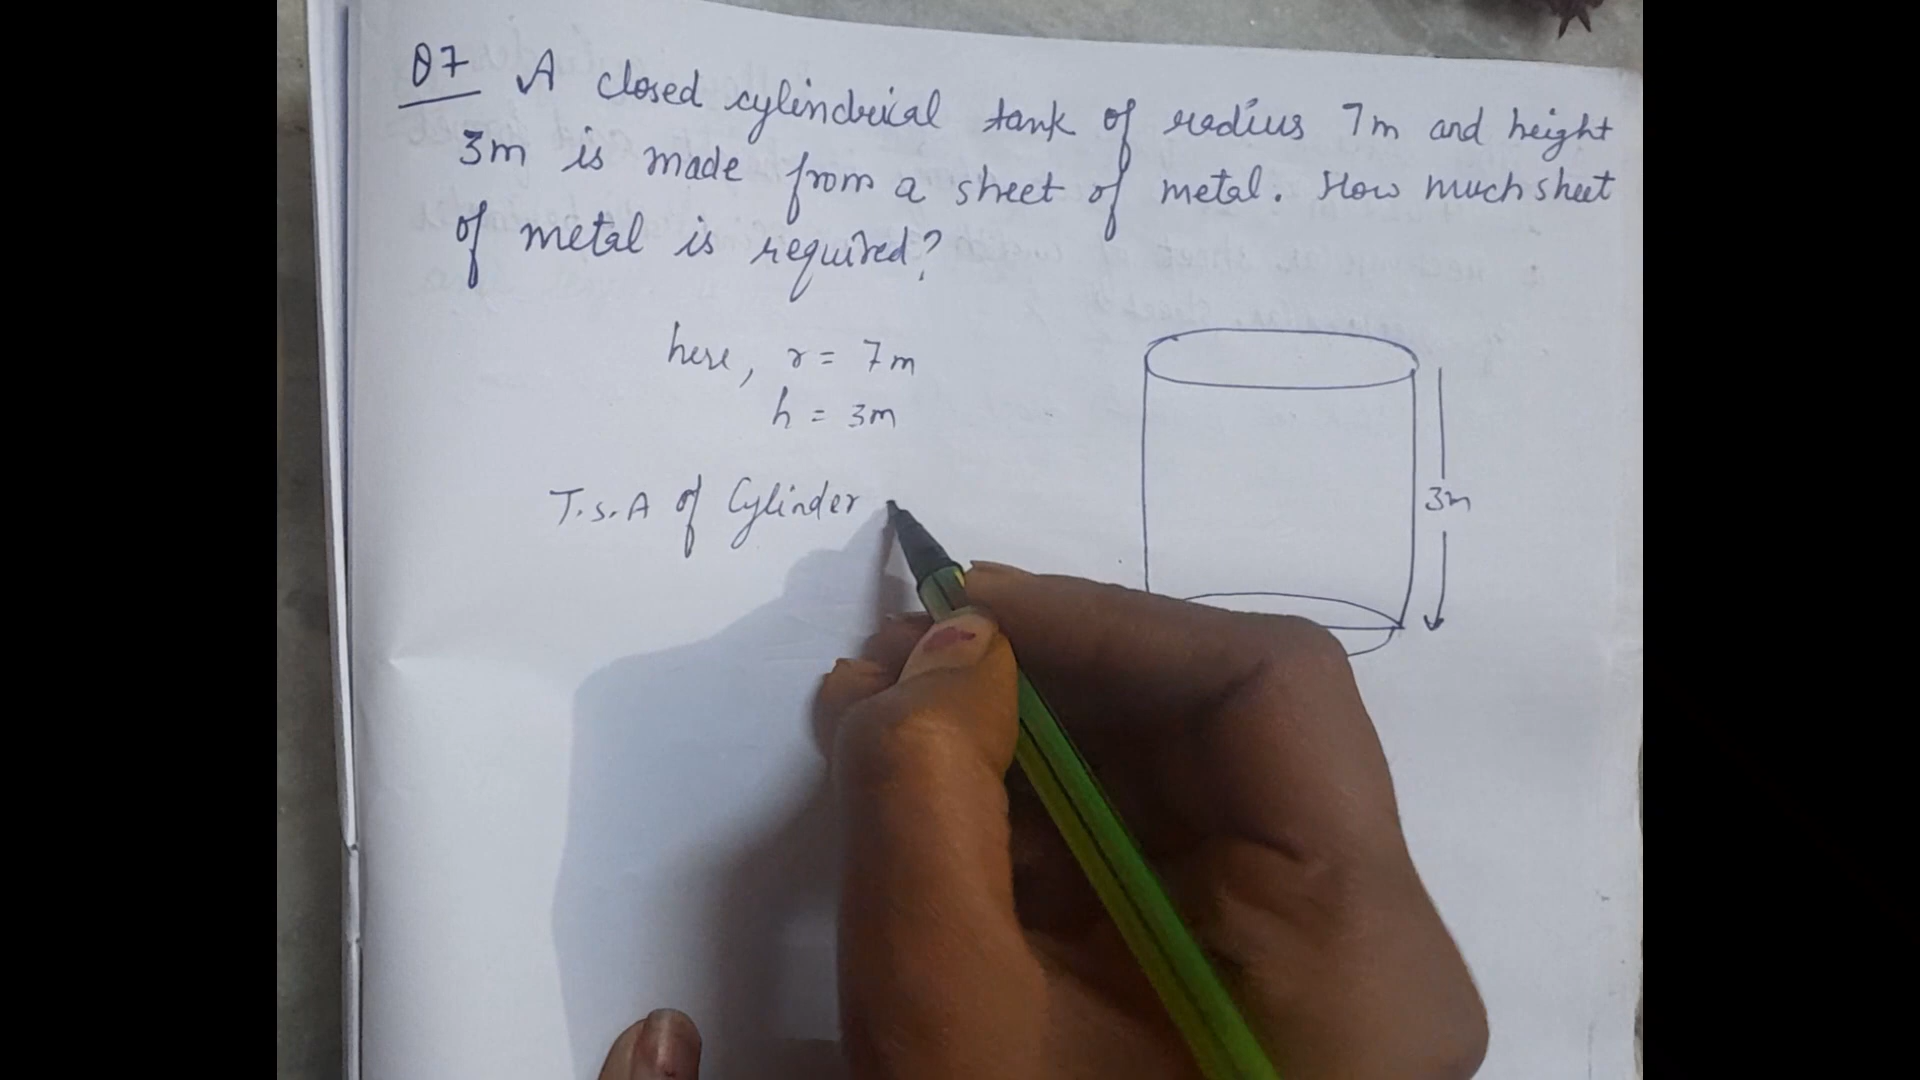 Q7 A closed cylindrical tank of radius 7m and height
3m is made from a sheet of metal. How much sheet
of metal is required?
here, r = 7m
h = 3m
3m
T.S.A of Cylinder